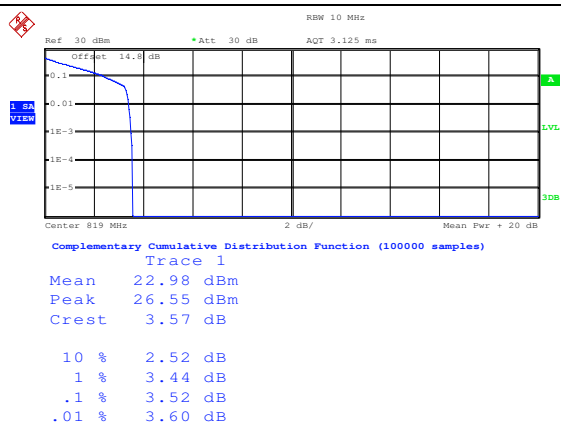 RBW 10 MHz
Ref 30 dBm *Att 30 dB AQT 3.125 ms
Offset 14.8 dB
0.1
A
1 SA
VIEW
0.01
1E-3
LVL
1E-4
1E-5
3DB
Center 819 MHz 2 dB/ Mean Pwr + 20 dB
Complementary Cumulative Distribution Function (100000 samples)
Trace 1
Mean 22.98 dBm
Peak 26.55 dBm
Crest 3.57 dB
10 % 2.52 dB
1 % 3.44 dB
.1 % 3.52 dB
.01 % 3.60 dB